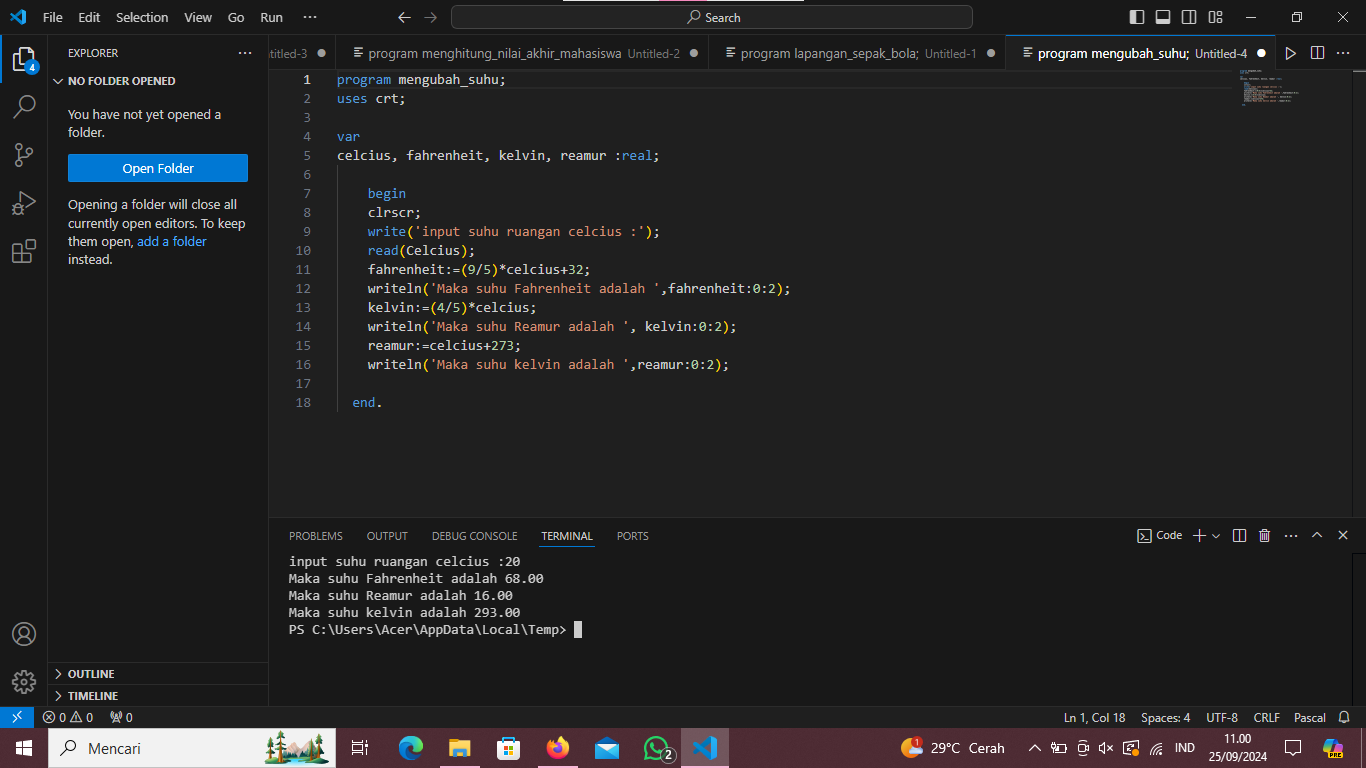 File Edit Selection View Go Run ··· Search
EXPLORER ···
NO FOLDER OPENED
You have not yet opened a
folder.
Open Folder
Opening a folder will close all
currently open editors. To keep
them open, add a folder
instead.
OUTLINE
TIMELINE
4
ntitled-3 program menghitung_nilai_akhir_mahasiswa Untitled-2 program lapangan_sepak_bola; Untitled-1 program mengubah_suhu; Untitled-4 ···
1 program mengubah_suhu;
2 uses crt;
3
4 var
5 celcius, fahrenheit, kelvin, reamur :real;
6
7 begin
8 clrscr;
9 write('input suhu ruangan celcius :');
10 read(Celcius);
11 fahrenheit:=(9/5)*celcius+32;
12 writeln('Maka suhu Fahrenheit adalah ',fahrenheit:0:2);
13 kelvin:=(4/5)*celcius;
14 writeln('Maka suhu Reamur adalah ', kelvin:0:2);
15 reamur:=celcius+273;
16 writeln('Maka suhu kelvin adalah ',reamur:0:2);
17
18 end.
PROBLEMS OUTPUT DEBUG CONSOLE TERMINAL PORTS Code ···
input suhu ruangan celcius :20
Maka suhu Fahrenheit adalah 68.00
Maka suhu Reamur adalah 16.00
Maka suhu kelvin adalah 293.00
PS C:\Users\Acer\AppData\Local\Temp>
0 0 0 Ln 1, Col 18 Spaces: 4 UTF-8 CRLF Pascal
Mencari 2 1 29°C Cerah IND 11.00 PRE
25/09/2024